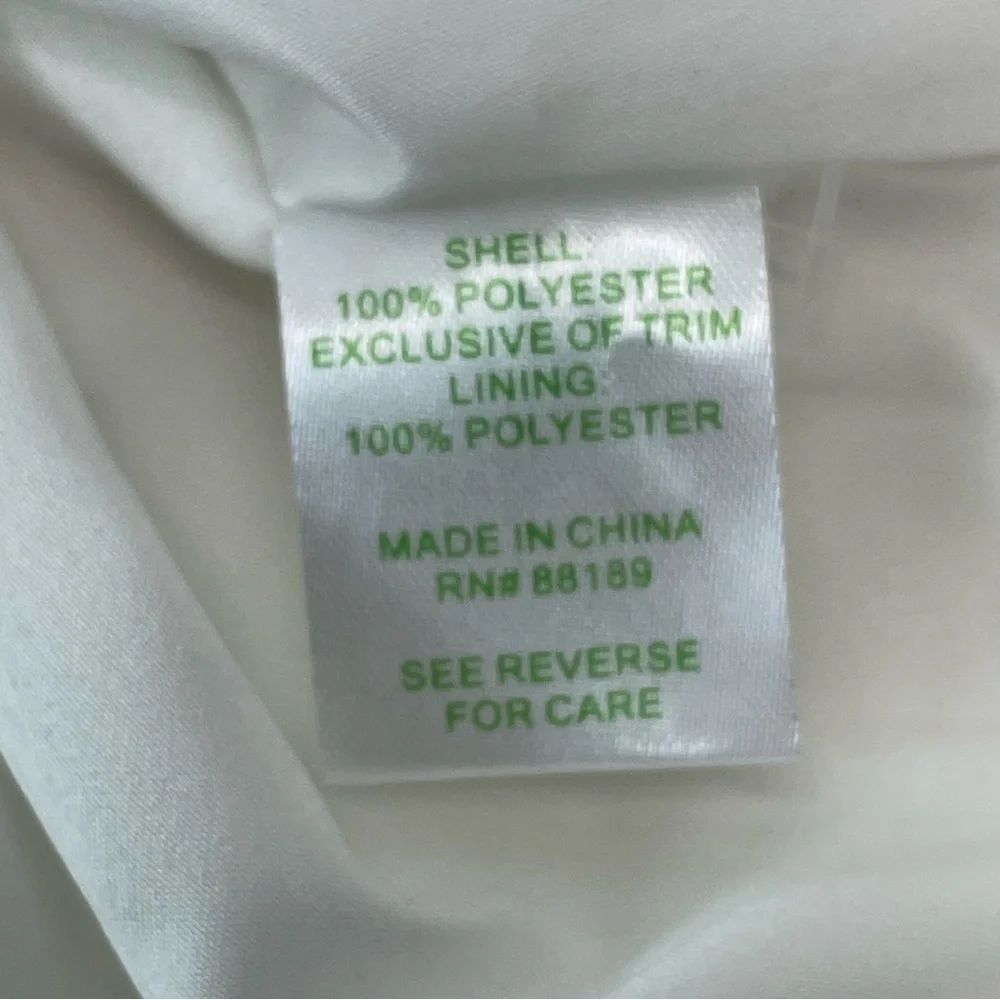 SHELL:
100% POLYESTER
EXCLUSIVE OF TRIM
LINING:
100% POLYESTER
MADE IN CHINA
RN# 88189
SEE REVERSE
FOR CARE